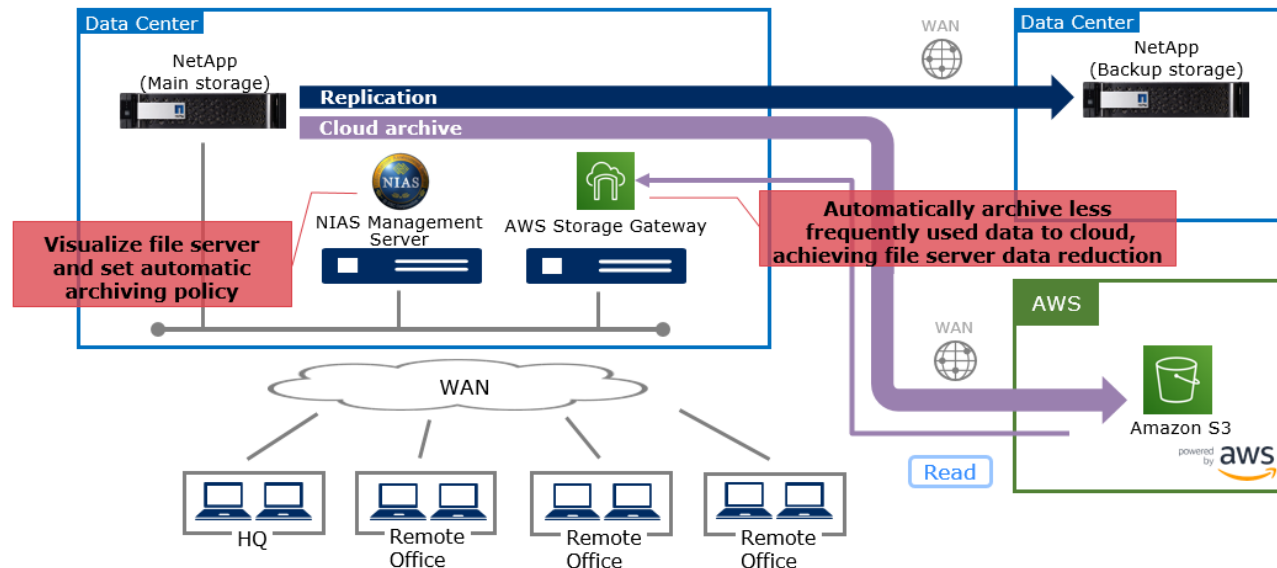 Data Center
NetApp
(Main storage)
Replication
Cloud archive
WAN
Data Center
NetApp
(Backup storage)
NIAS
NIAS Management
Server
AWS Storage Gateway
Visualize file server
and set automatic
archiving policy
Automatically archive less
frequently used data to cloud,
achieving file server data reduction
WAN
AWS
Amazon S3
powered
by
aws
Read
WAN
HQ
Remote
Office
Remote
Office
Remote
Office